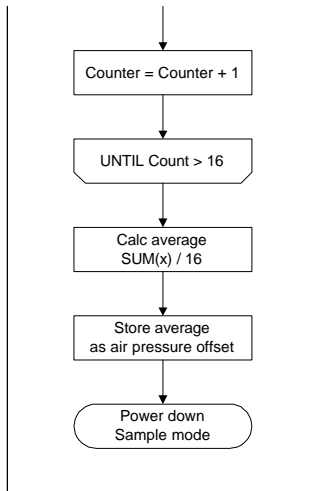 Counter = Counter + 1
UNTIL Count > 16
Calc average
SUM(x) / 16
Store average
as air pressure offset
Power down
Sample mode